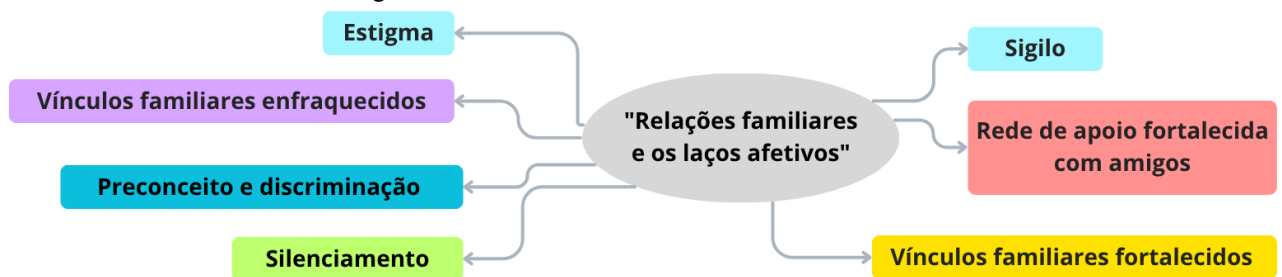 Estigma
Vínculos familiares enfraquecidos
Preconceito e discriminação
Silenciamento
"Relações familiares
e os laços afetivos"
Sigilo
Rede de apoio fortalecida
com amigos
Vínculos familiares fortalecidos